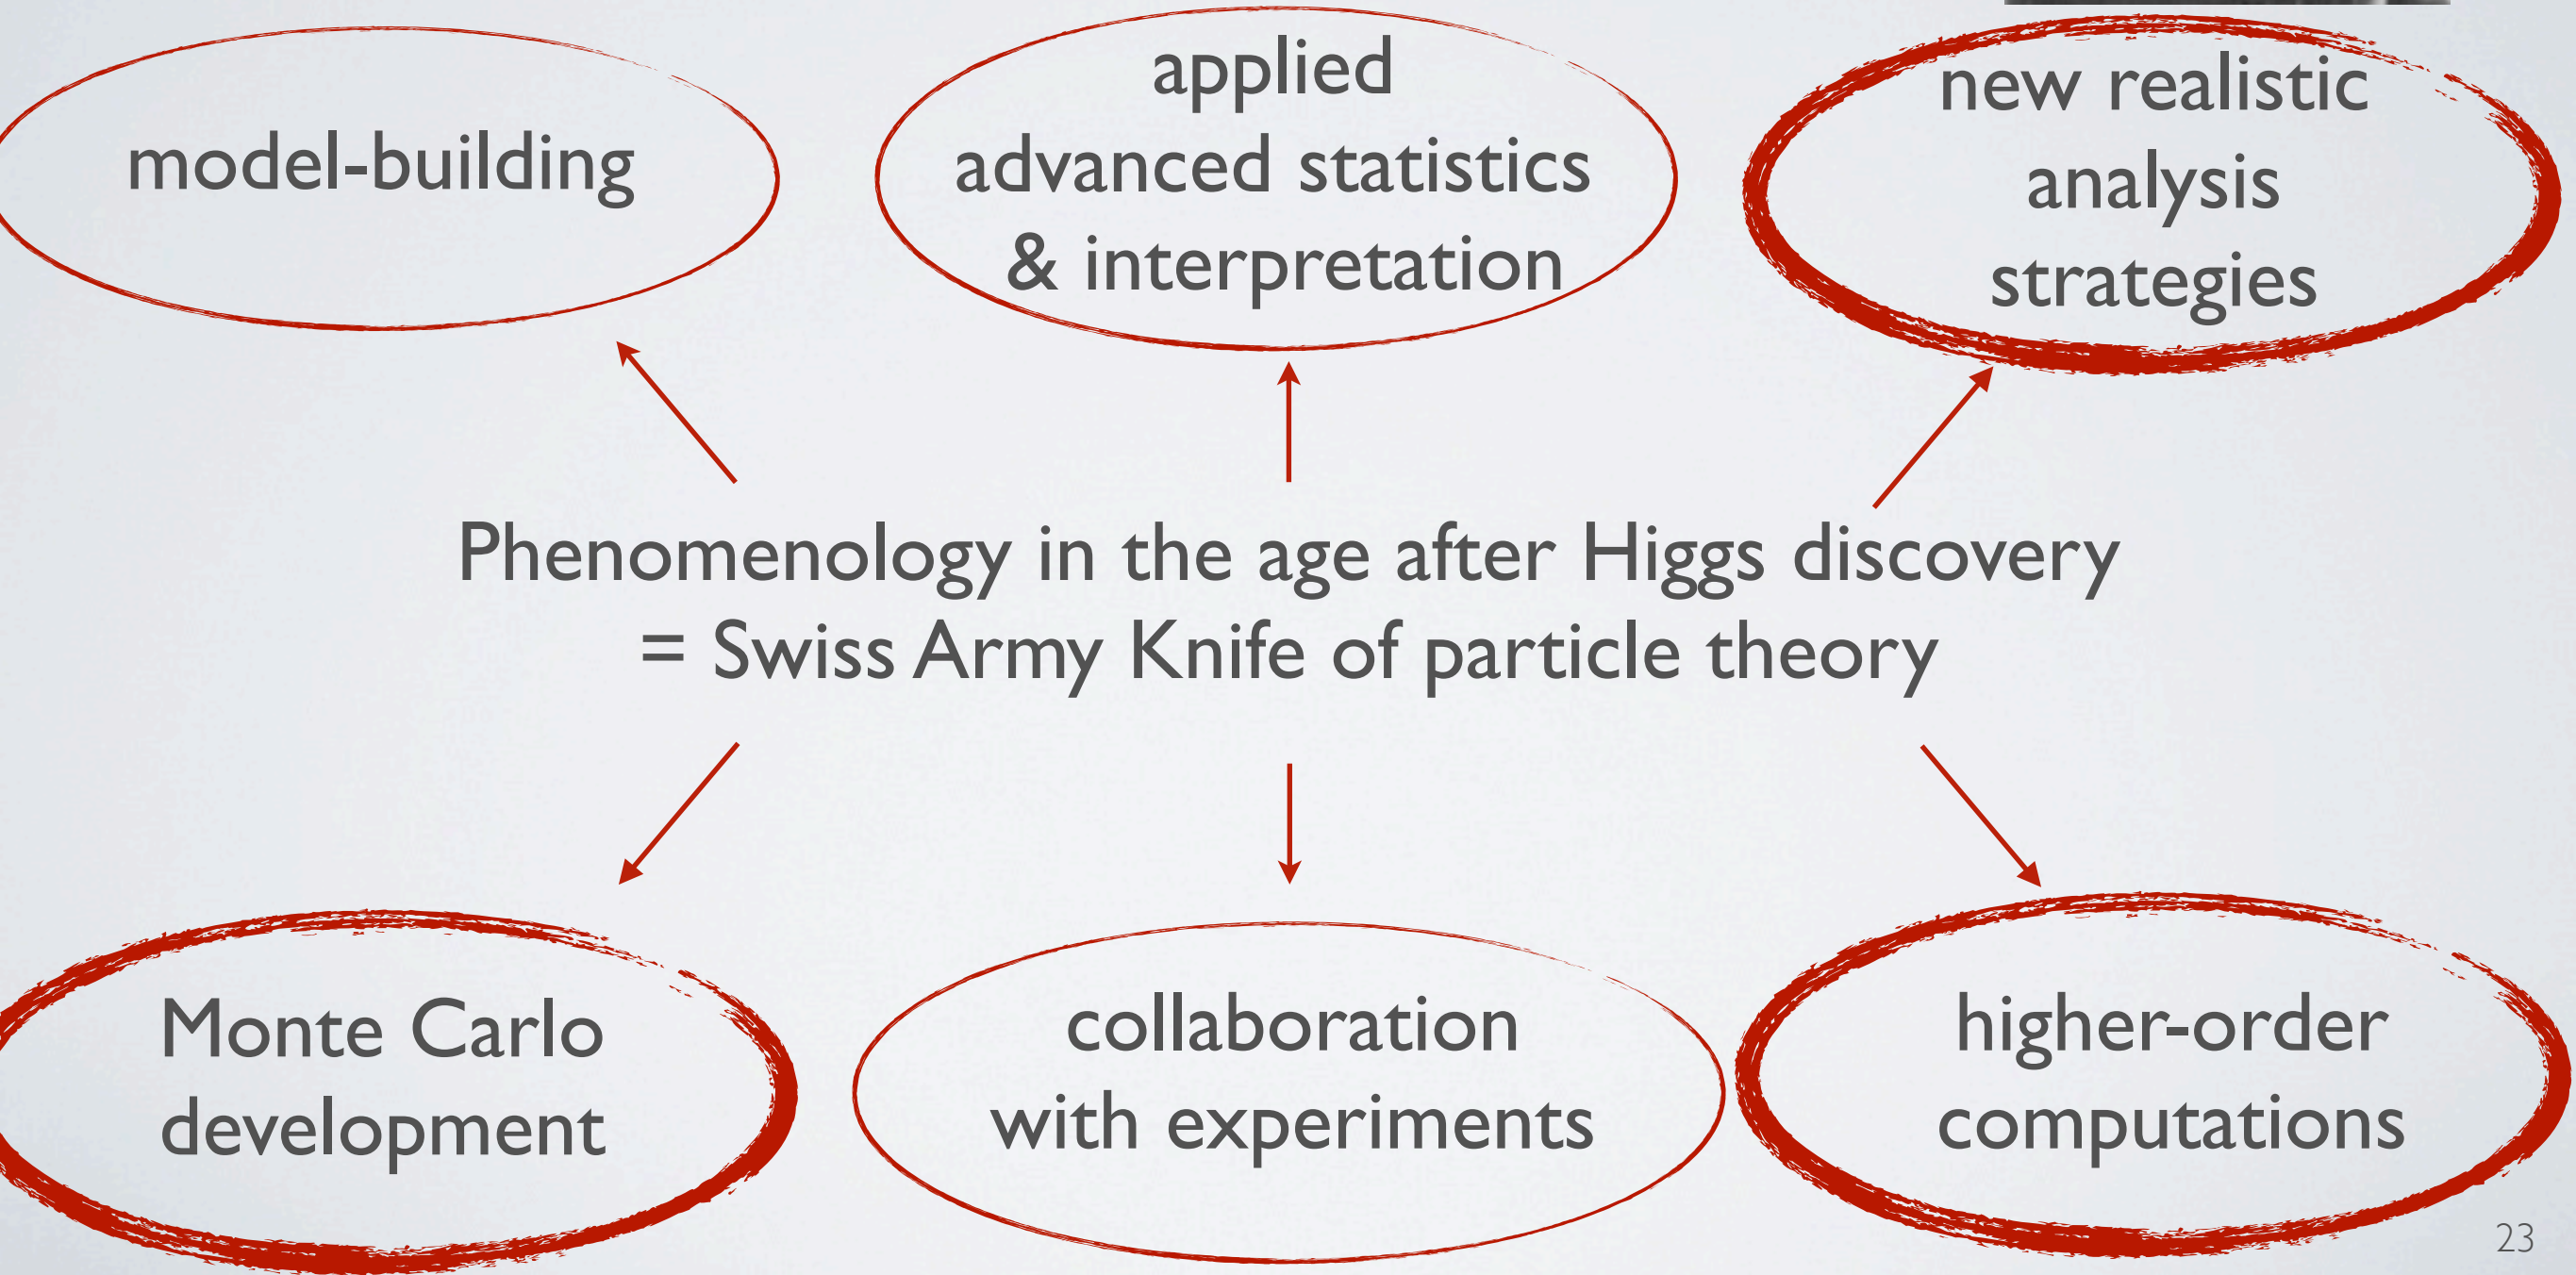 model-building
applied
advanced statistics
& interpretation
new realistic
analysis
strategies
Phenomenology in the age after Higgs discovery
= Swiss Army Knife of particle theory
Monte Carlo
development
collaboration
with experiments
higher-order
computations
23